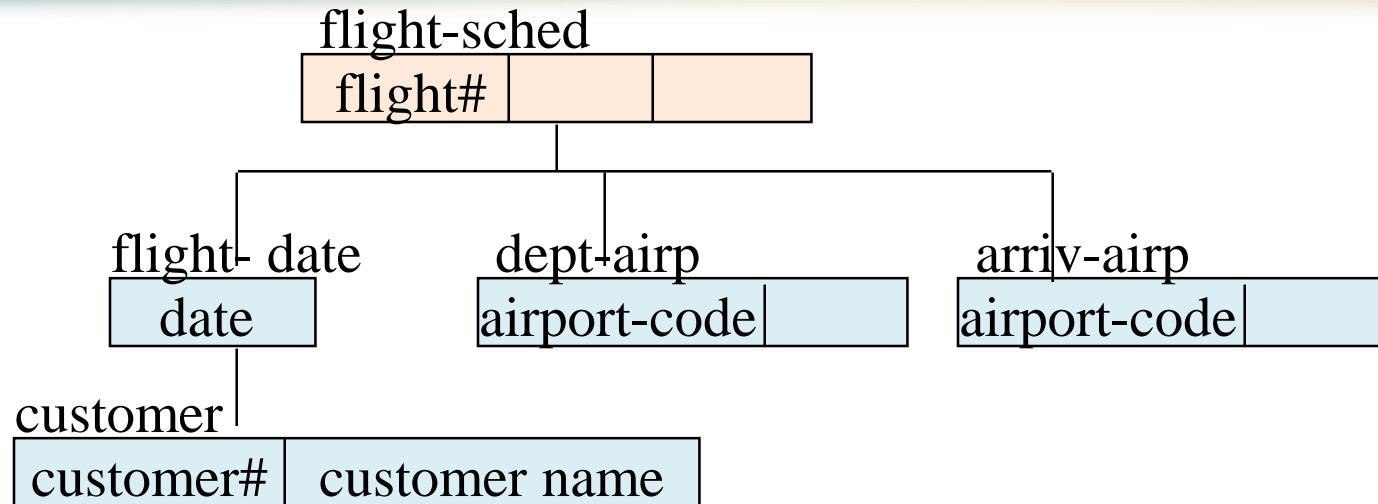 flight-sched
flight#
flight- date
dept-airp
arriv-airp
date
airport-code
airport-code
customer
customer#
customer name